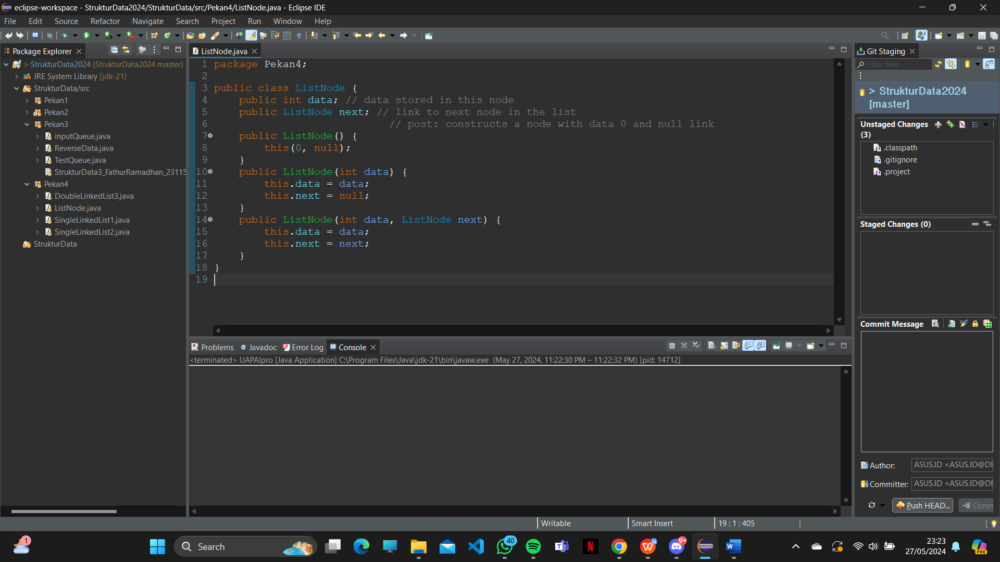 eclipse-workspace - StrukturData2024/StrukturData/src/Pekan4/ListNode.java - Eclipse IDE
File Edit Source Refactor Navigate Search Project Run Window Help
Package Explorer
> StrukturData2024 [StrukturData2024 master]
JRE System Library [jdk-21]
StrukturData/src
Pekan1
Pekan2
Pekan3
inputQueue.java
ReverseData.java
TestQueue.java
StrukturData3_FathurRamadhan_23115
Pekan4
DoubleLinkedList3.java
ListNode.java
SingleLinkedList1.java
SingleLinkedList2.java
StrukturData
ListNode.java
1 package Pekan4;
2
3 public class ListNode {
4 public int data; // data stored in this node
5 public ListNode next; // link to next node in the list
6 // post: constructs a node with data 0 and null link
7 public ListNode() {
8 this(0, null);
9 }
10 public ListNode(int data) {
11 this.data = data;
12 this.next = null;
13 }
14 public ListNode(int data, ListNode next) {
15 this.data = data;
16 this.next = next;
17 }
18 }
19
Problems Javadoc Error Log Console
<terminated> UAPAlpro [Java Application] C:\Program Files\Java\jdk-21\bin\javaw.exe (May 27, 2024, 11:22:30 PM – 11:22:32 PM) [pid: 14712]
Git Staging
Filter files
> StrukturData2024
[master]
Unstaged Changes
(3)
.classpath
.gitignore
.project
Staged Changes (0)
Commit Message
Author: ASUS.ID <ASUS.ID@DE
Committer: ASUS.ID <ASUS.ID@DE
Push HEAD... Comm
Writable Smart Insert 19 : 1 : 405
1
Search
40
9+
23:23
27/05/2024
PRE